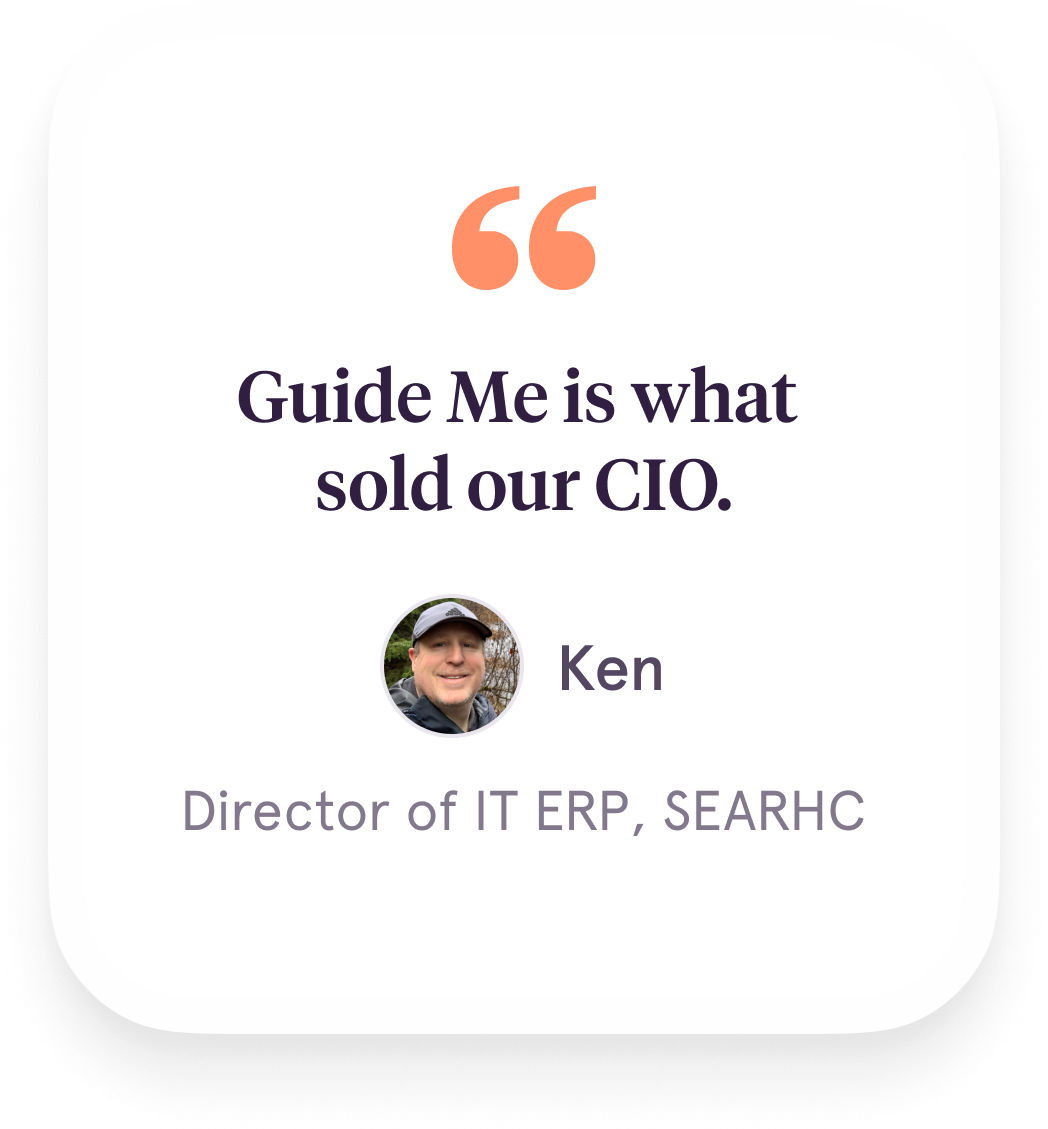 “
Guide Me is what
sold our CIO.
Ken
Director of IT ERP, SEARHC